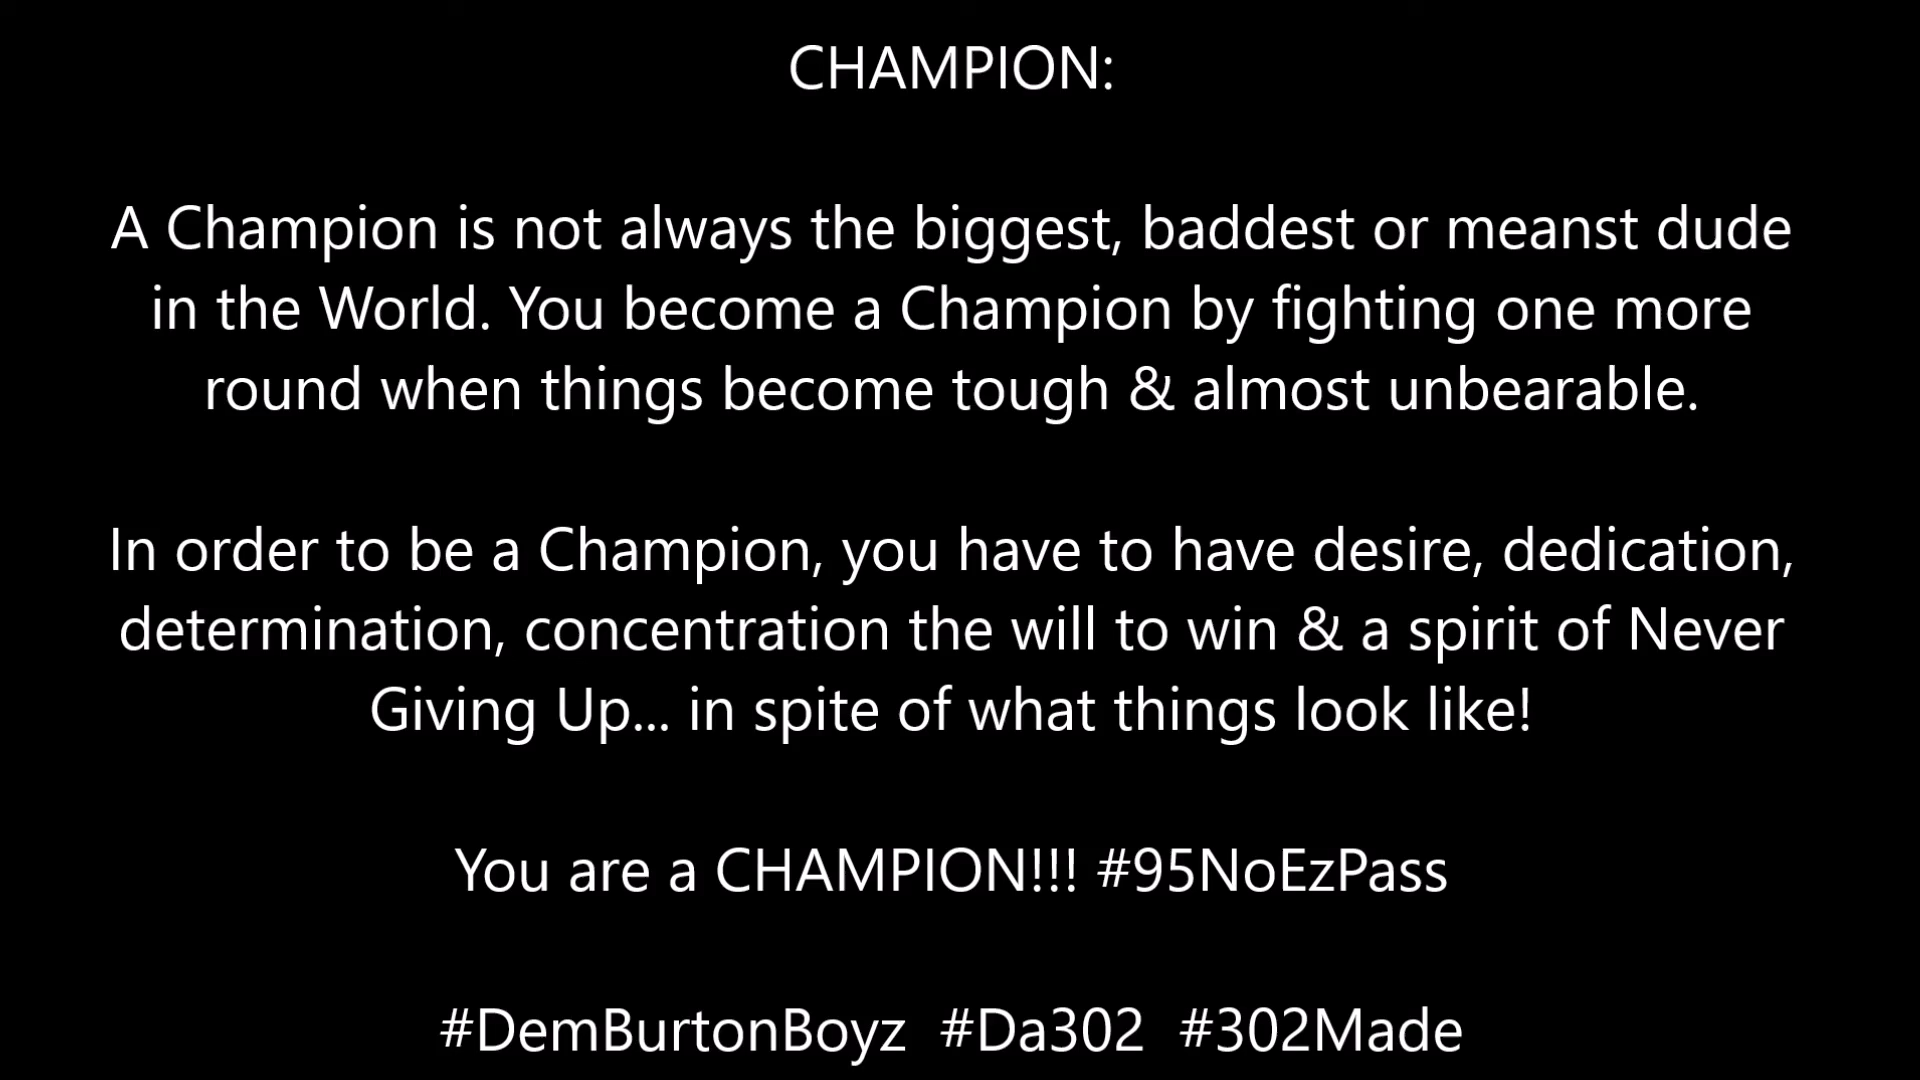 CHAMPION:
A Champion is not always the biggest, baddest or meanst dude
in the World. You become a Champion by fighting one more
round when things become tough & almost unbearable.
In order to be a Champion, you have to have desire, dedication,
determination, concentration the will to win & a spirit of Never
Giving Up... in spite of what things look like!
You are a CHAMPION!!! #95NoEzPass
#DemBurtonBoyz #Da302 #302Made